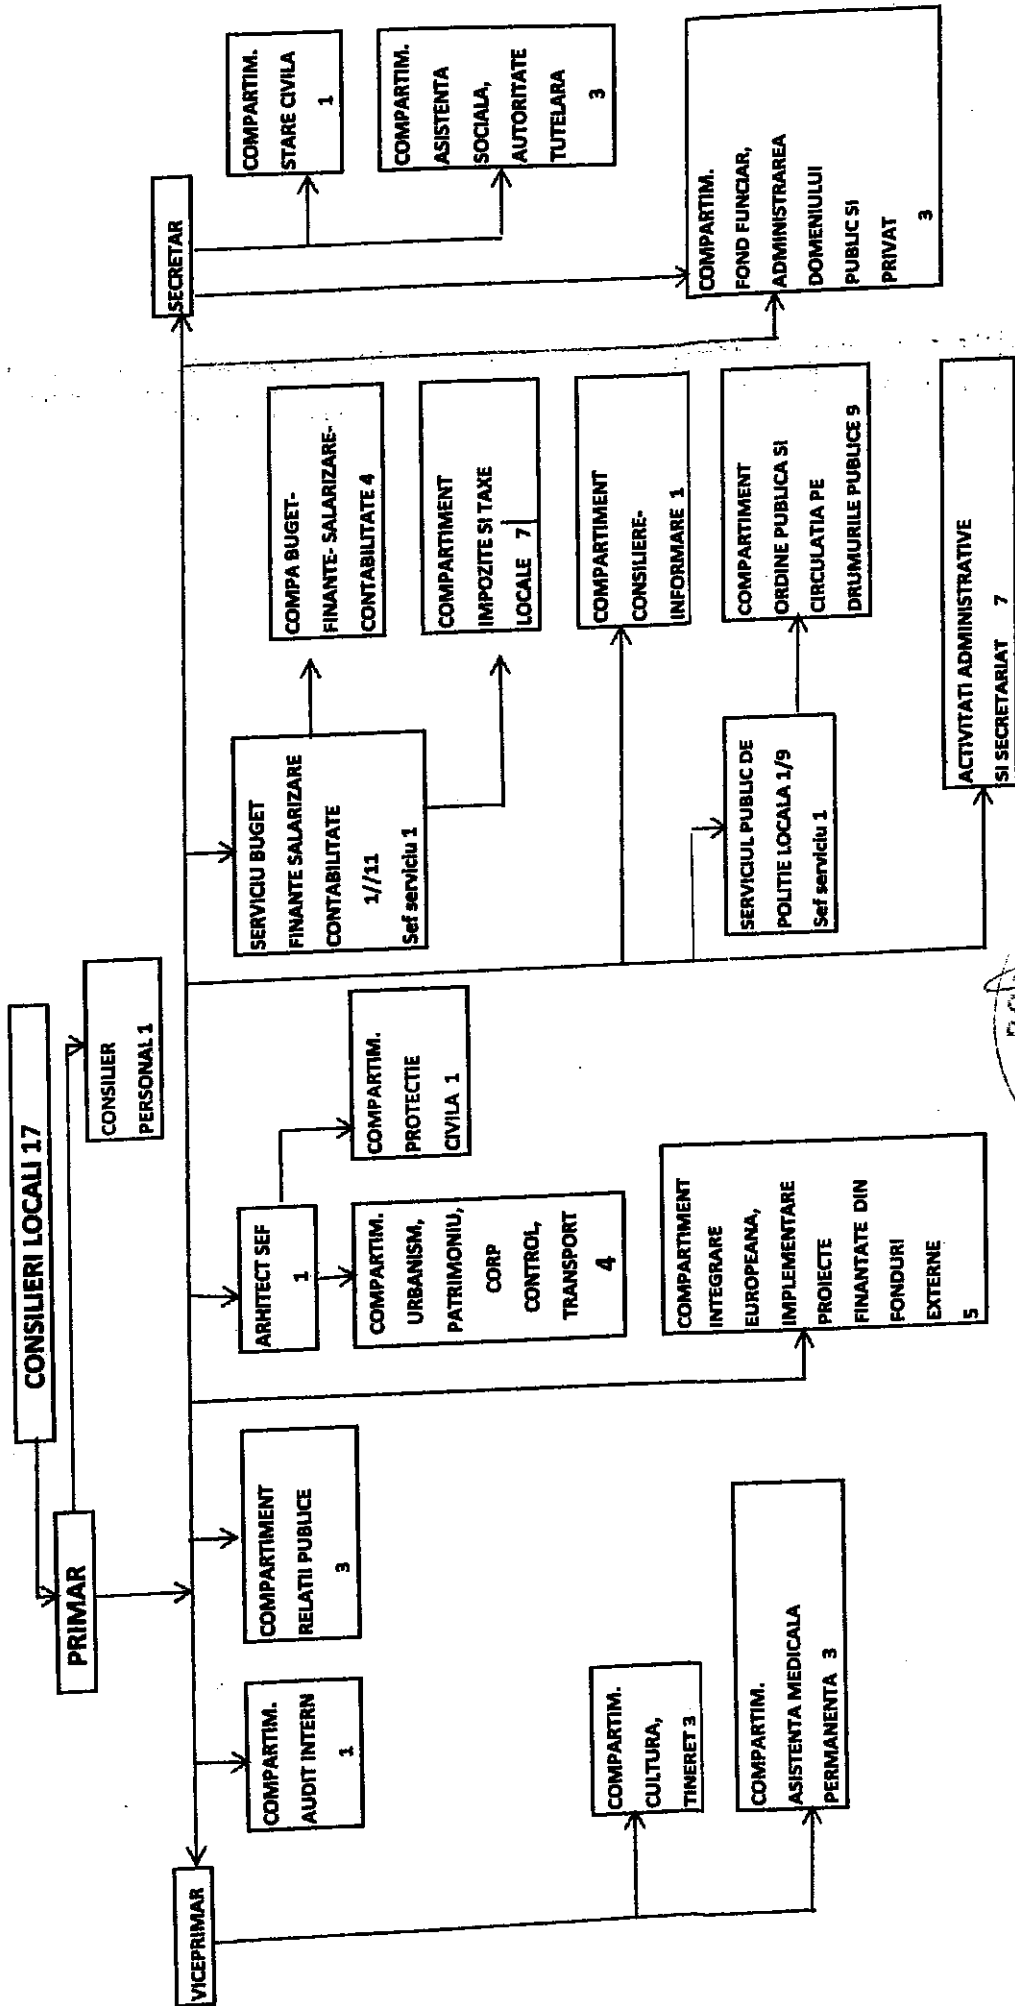 CONSILIERI LOCALI 17
PRIMAR
CONSILIER
PERSONAL 1
VICEPRIMAR
SECRETAR
COMPARTIM.
AUDIT INTERN
1
COMPARTIMENT
RELATII PUBLICE
3
ARHITECT SEF
1
COMPARTIM.
PROTECTIE
CIVILA 1
COMPARTIM.
URBANISM,
PATRIMONIU,
CORP
CONTROL,
TRANSPORT
4
SERVICIU BUGET
FINANTE SALARIZARE
CONTABILITATE
1//11
Sef serviciu 1
COMPA BUGET-
FINANTE- SALARIZARE-
CONTABILITATE 4
COMPARTIMENT
IMPOZITE SI TAXE
LOCALE 7
COMPARTIM.
STARE CIVILA
1
COMPARTIM.
ASISTENTA
SOCIALA,
AUTORITATE
TUTELARA
3
COMPARTIM.
CULTURA,
TINERET 3
COMPARTIM.
ASISTENTA MEDICALA
PERMANENTA 3
COMPARTIMENT
INTEGRARE
EUROPEANA,
IMPLEMENTARE
PROIECTE
FINANTATE DIN
FONDURI
EXTERNE
5
COMPARTIMENT
CONSILIERE-
INFORMARE 1
SERVICIUL PUBLIC DE
POLITIE LOCALA 1/9
Sef serviciu 1
COMPARTIMENT
ORDINE PUBLICA SI
CIRCULATIA PE
DRUMURILE PUBLICE 9
COMPARTIM.
FOND FUNCIAR,
ADMINISTRAREA
DOMENIULUI
PUBLIC SI
PRIVAT
3
ACTIVITATI ADMINISTRATIVE
SI SECRETARIAT 7